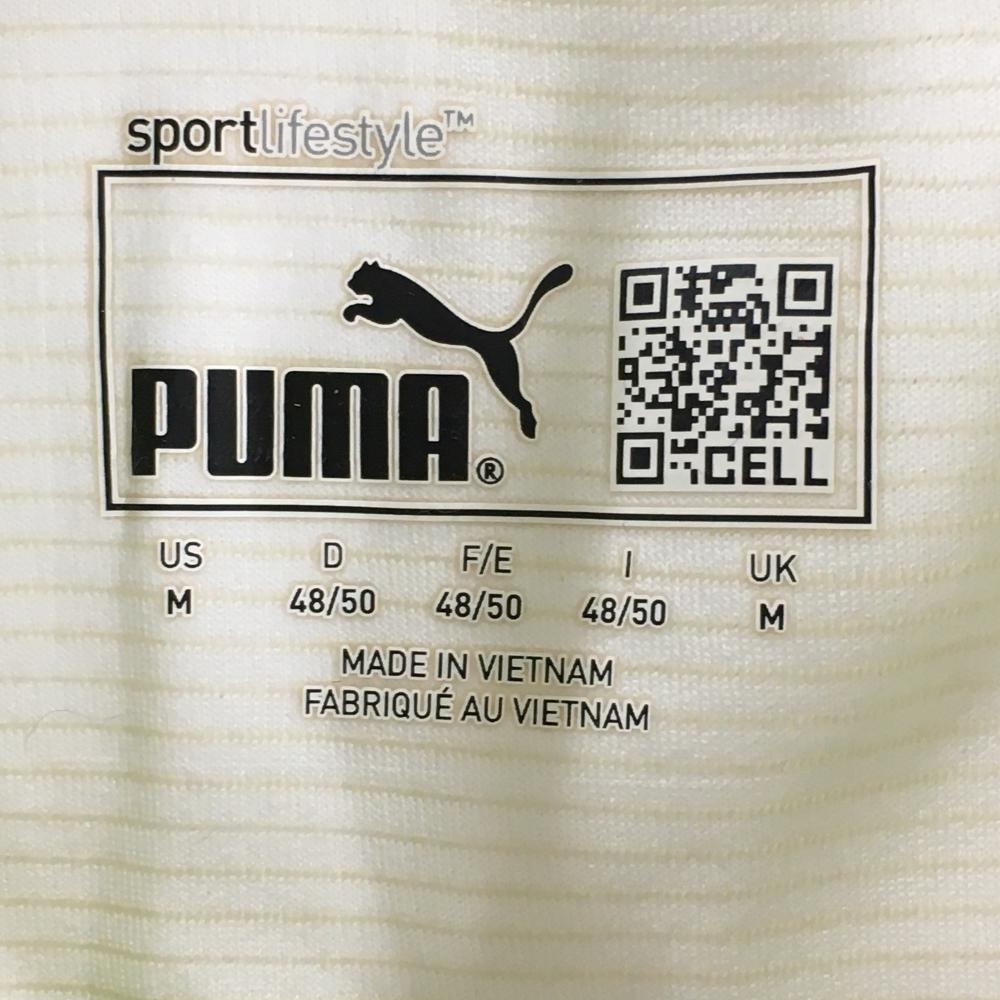 sportlifestyle™
PUMA®
CELL
US D F/E I UK
M 48/50 48/50 48/50 M
MADE IN VIETNAM
FABRIQUÉ AU VIETNAM